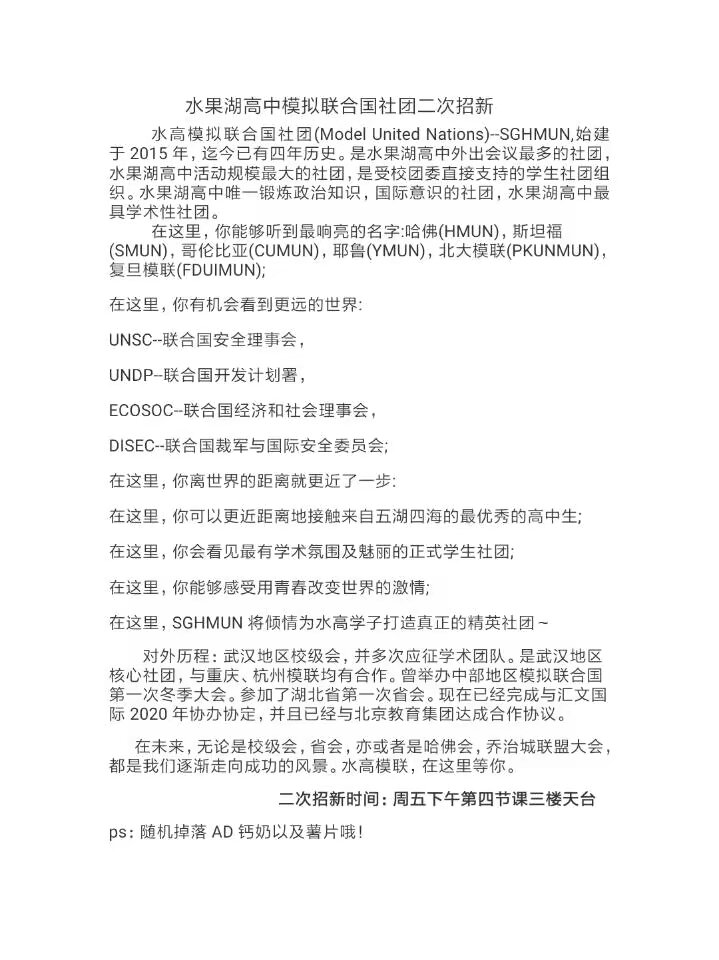 水果湖高中模拟联合国社团二次招新
水高模拟联合国社团(Model United Nations)--SGHMUN,始建
于 2015 年，迄今已有四年历史。是水果湖高中外出会议最多的社团，
水果湖高中活动规模最大的社团，是受校团委直接支持的学生社团组
织。水果湖高中唯一锻炼政治知识，国际意识的社团，水果湖高中最
具学术性社团。
在这里，你能够听到最响亮的名字:哈佛(HMUN)，斯坦福
(SMUN)，哥伦比亚(CUMUN)，耶鲁(YMUN)，北大模联(PKUNMUN)，
复旦模联(FDUIMUN);
在这里，你有机会看到更远的世界:
UNSC--联合国安全理事会，
UNDP--联合国开发计划署，
ECOSOC--联合国经济和社会理事会，
DISEC--联合国裁军与国际安全委员会;
在这里，你离世界的距离就更近了一步:
在这里，你可以更近距离地接触来自五湖四海的最优秀的高中生;
在这里，你会看见最有学术氛围及魅丽的正式学生社团;
在这里，你能够感受用青春改变世界的激情;
在这里，SGHMUN 将倾情为水高学子打造真正的精英社团～
对外历程：武汉地区校级会，并多次应征学术团队。是武汉地区
核心社团，与重庆、杭州模联均有合作。曾举办中部地区模拟联合国
第一次冬季大会。参加了湖北省第一次省会。现在已经完成与汇文国
际 2020 年协办协定，并且已经与北京教育集团达成合作协议。
在未来，无论是校级会，省会，亦或者是哈佛会，乔治城联盟大会，
都是我们逐渐走向成功的风景。水高模联，在这里等你。
二次招新时间：周五下午第四节课三楼天台
ps：随机掉落 AD 钙奶以及薯片哦！